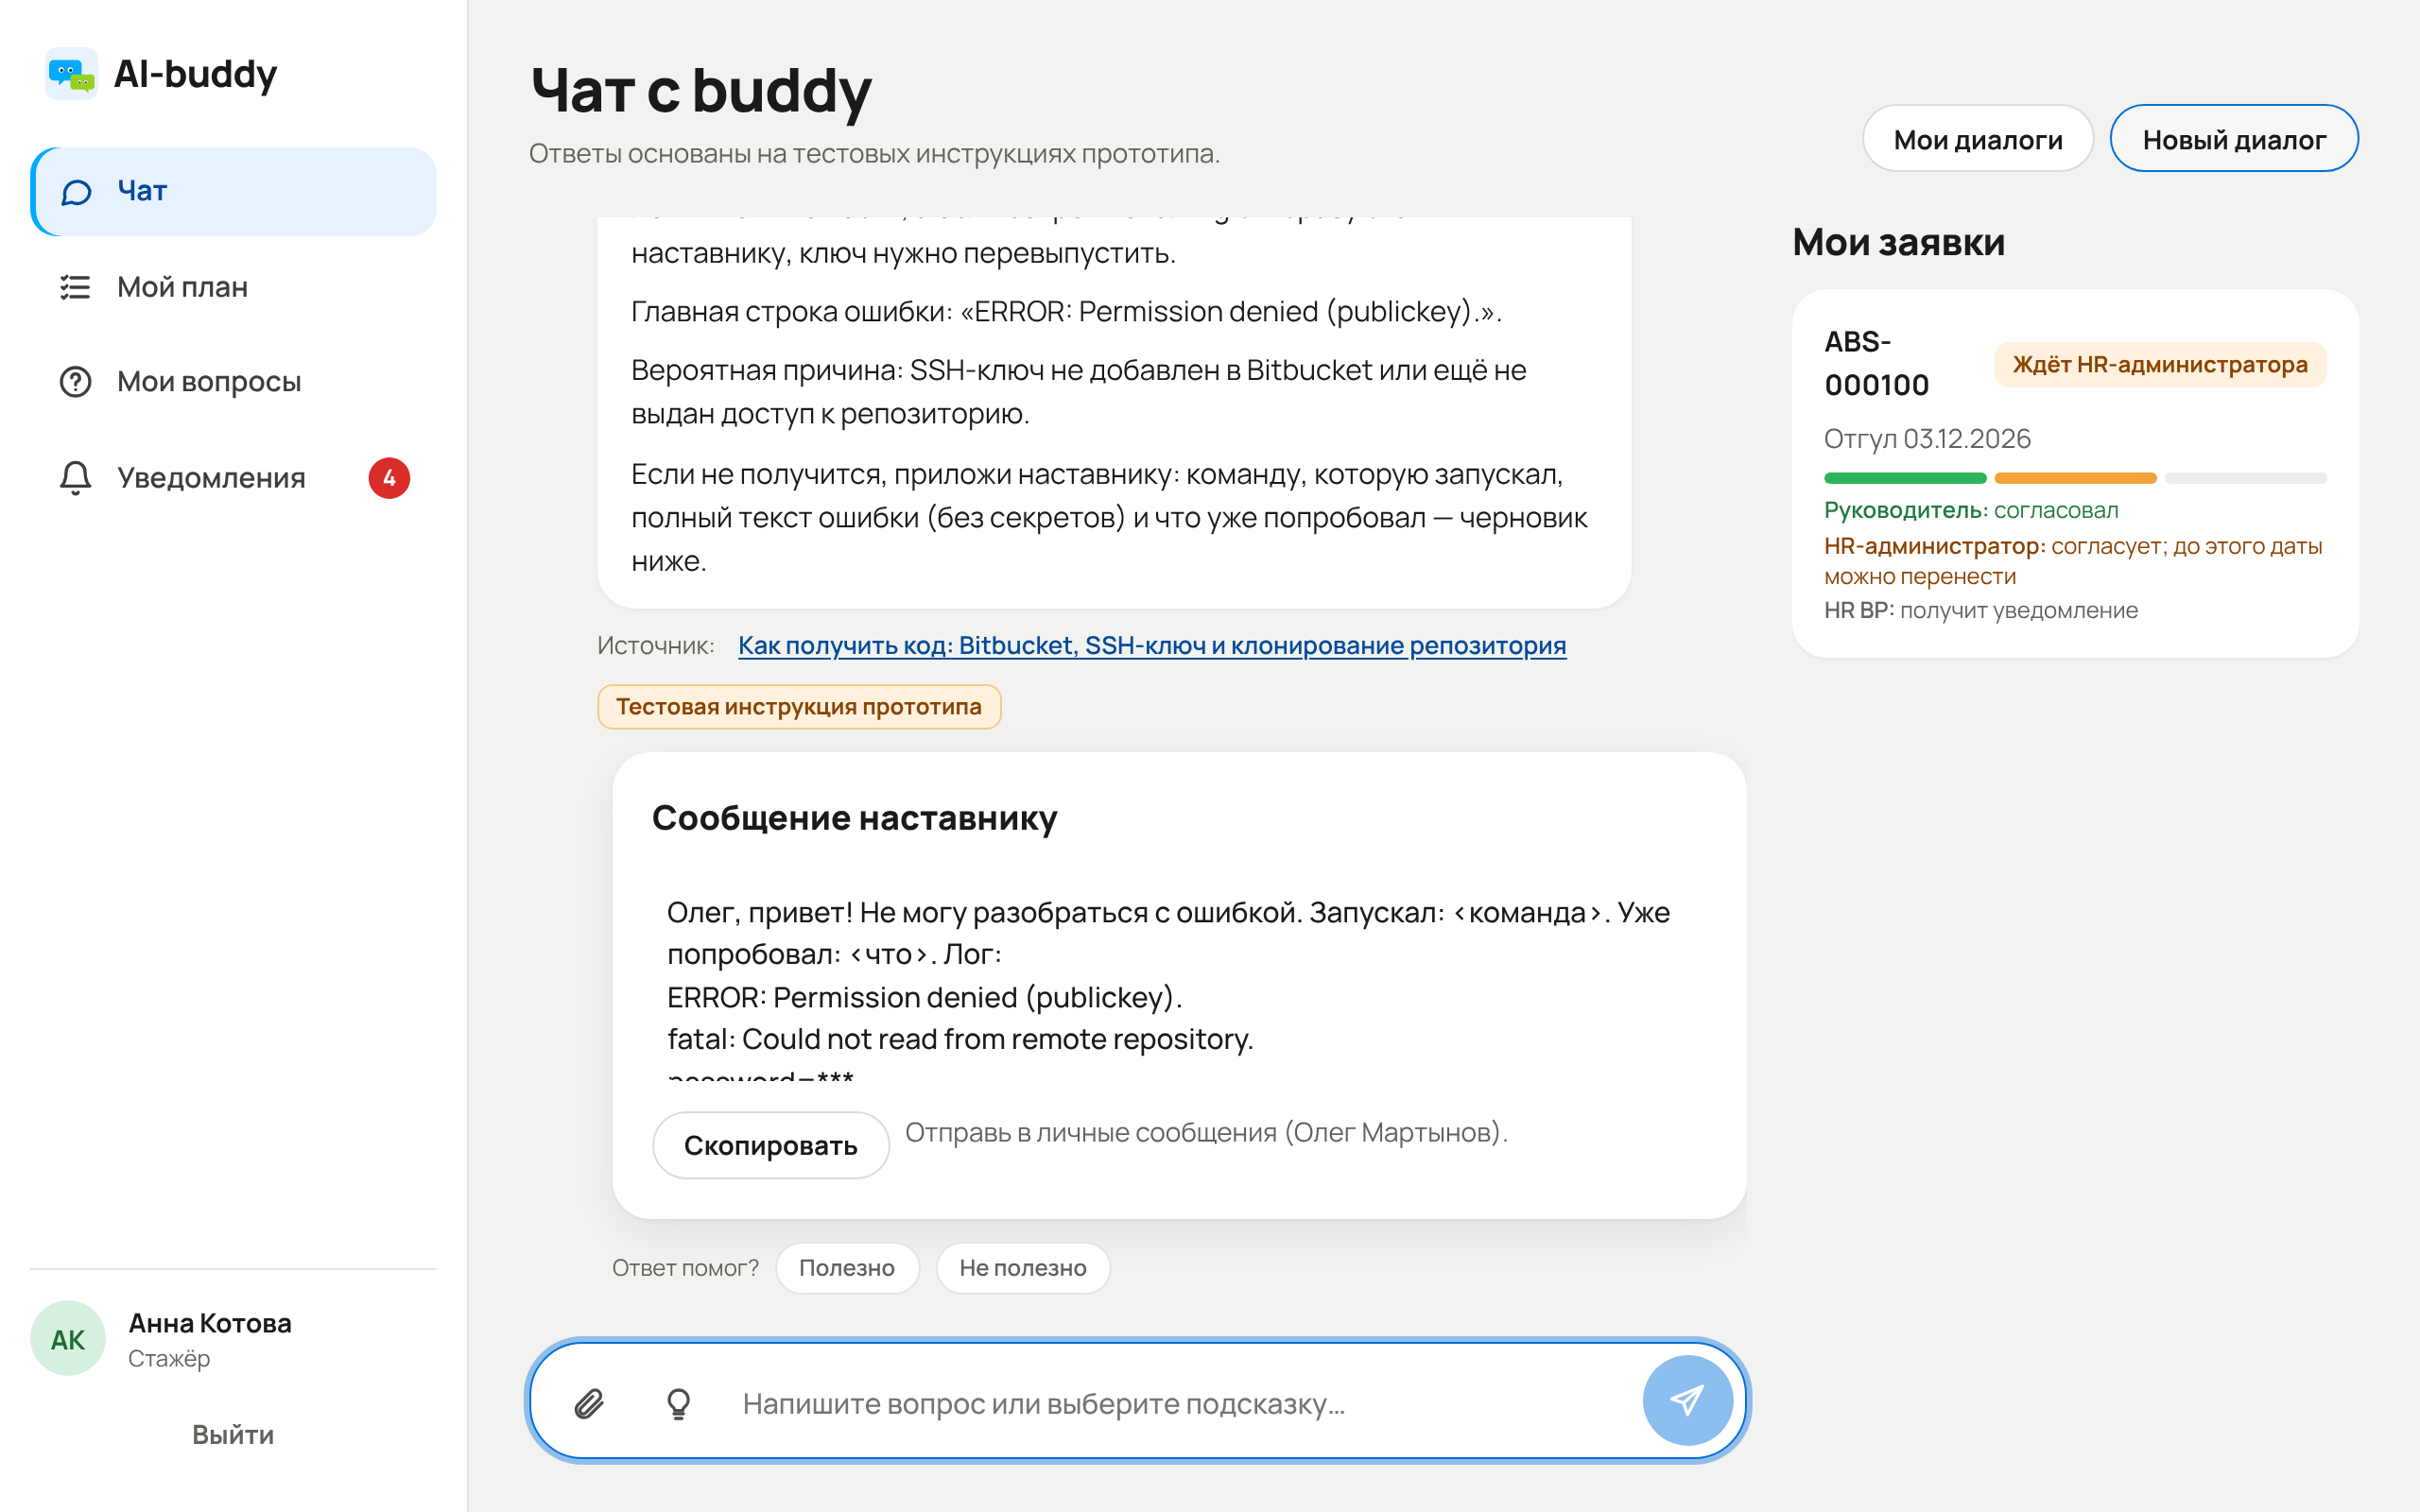 AI-buddy
Чат
Мой план
Мои вопросы
Уведомления
4
АК
Анна Котова
Стажёр
Выйти
Чат с buddy
Ответы основаны на тестовых инструкциях прототипа.
Мои диалоги
Новый диалог
наставнику, ключ нужно перевыпустить.
Главная строка ошибки: «ERROR: Permission denied (publickey).».
Вероятная причина: SSH-ключ не добавлен в Bitbucket или ещё не
выдан доступ к репозиторию.
Если не получится, приложи наставнику: команду, которую запускал,
полный текст ошибки (без секретов) и что уже попробовал — черновик
ниже.
Источник: Как получить код: Bitbucket, SSH-ключ и клонирование репозитория
Тестовая инструкция прототипа
Сообщение наставнику
Олег, привет! Не могу разобраться с ошибкой. Запускал: <команда>. Уже
попробовал: <что>. Лог:
ERROR: Permission denied (publickey).
fatal: Could not read from remote repository.
password=***
Скопировать
Отправь в личные сообщения (Олег Мартынов).
Ответ помог?
Полезно
Не полезно
Напишите вопрос или выберите подсказку...
Мои заявки
ABS-
000100
Ждёт HR-администратора
Отгул 03.12.2026
Руководитель: согласовал
HR-администратор: согласует; до этого даты
можно перенести
HR BP: получит уведомление